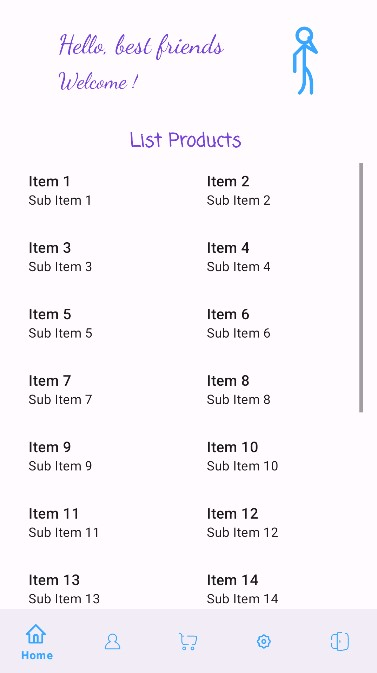 Hello, best friends
Welcome !
List Products
Item 1
Sub Item 1
Item 2
Sub Item 2
Item 3
Sub Item 3
Item 4
Sub Item 4
Item 5
Sub Item 5
Item 6
Sub Item 6
Item 7
Sub Item 7
Item 8
Sub Item 8
Item 9
Sub Item 9
Item 10
Sub Item 10
Item 11
Sub Item 11
Item 12
Sub Item 12
Item 13
Sub Item 13
Item 14
Sub Item 14
Home